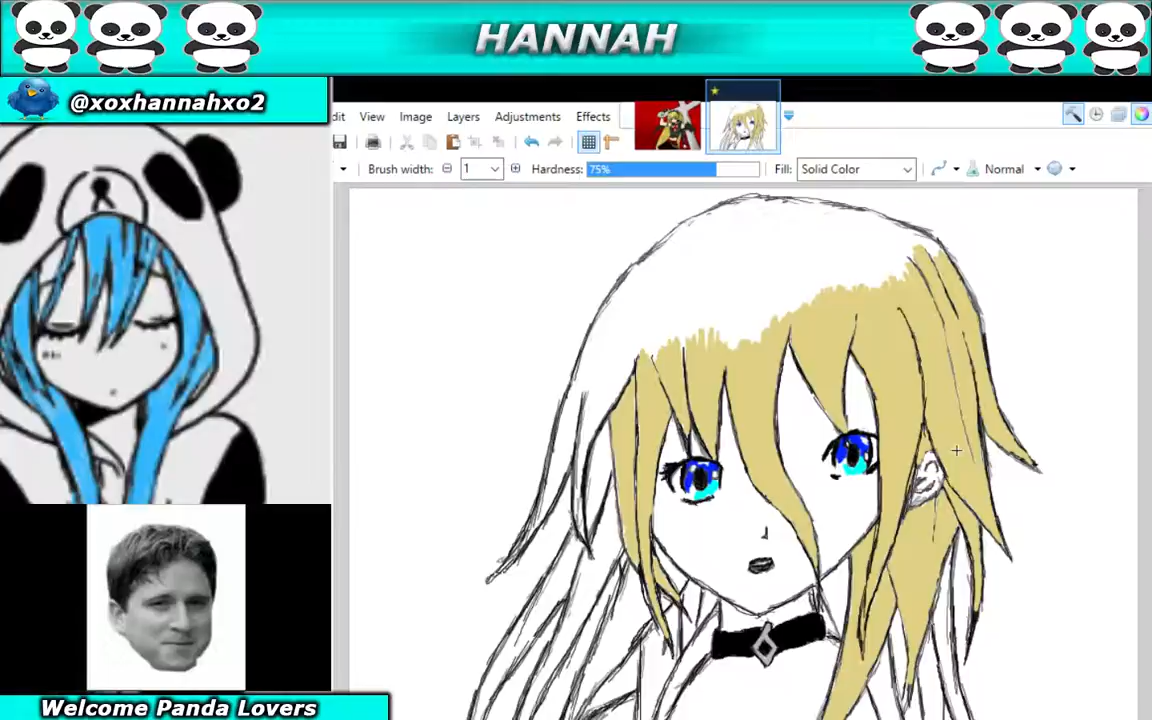 HANNAH
@xoxhannahxo2
dit View Image Layers Adjustments Effects
Brush width: 1 Hardness: 75% Fill: Solid Color Normal
Welcome Panda Lovers